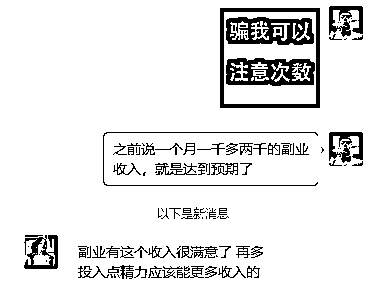 骗我可以
注意次数
之前说一个月一千多两千的副业
收入，就是达到预期了
以下是新消息
副业有这个收入很满意了 再多
投入点精力应该能更多收入的